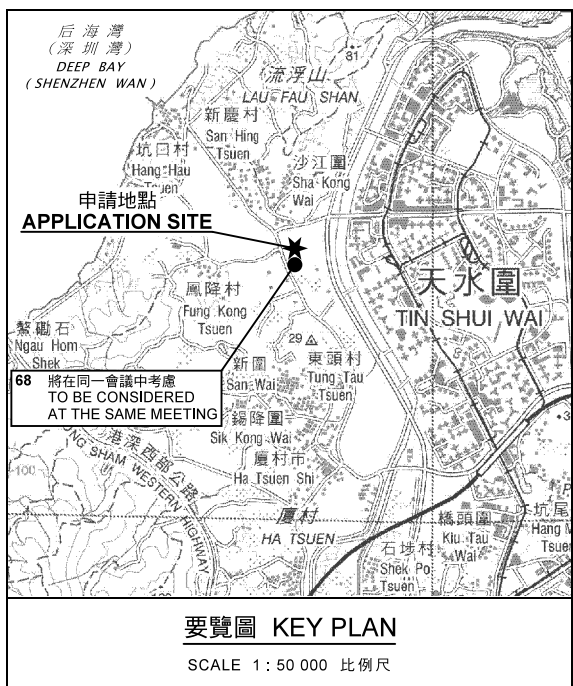 后海灣
(深圳灣)
DEEP BAY
(SHENZHEN WAN)
81
流浮山
LAU FAU SHAN
新慶村
San Hing
Tsuen
坑口村
Hang Hau
Tsuen
沙江圍
Sha Kong
Wai
申請地點
APPLICATION SITE
天水圍
TIN SHUI WAI
鳳降村
Fung Kong
Tsuen
鰲磡石
Ngau Hom
Shek
29
東頭村
Tung Tau
Tsuen
新圍
San Wai
68 將在同一會議中考慮
TO BE CONSIDERED
AT THE SAME MEETING
錫降圍
Sik Kong Wai
港深西部公路
SHAM WESTERN HIGHWAY
100
廈村市
Ha Tsuen Shi
廈村
HA TSUEN
橋頭圍
Kiu Tau
Wai
坑尾
Hang
Tsuen
石埗村
Shek Po
Tsuen
要覽圖 KEY PLAN
SCALE 1 : 50 000 比例尺